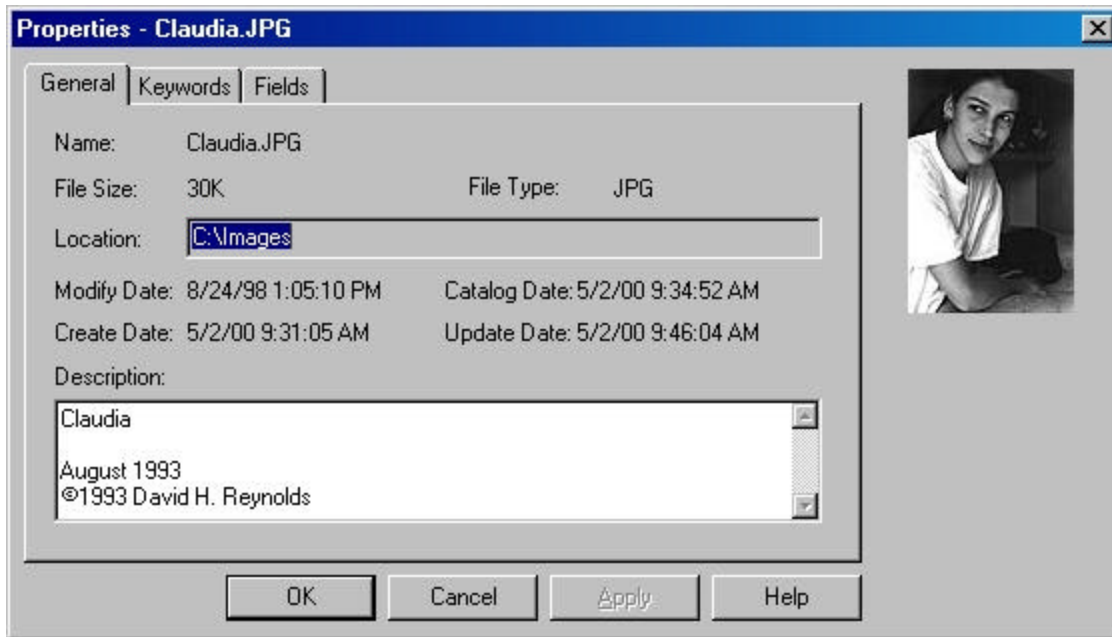 Properties - Claudia.JPG
General Keywords Fields
Name: Claudia.JPG
File Size: 30K File Type: JPG
Location: C:\Images
Modify Date: 8/24/98 1:05:10 PM Catalog Date: 5/2/00 9:34:52 AM
Create Date: 5/2/00 9:31:05 AM Update Date: 5/2/00 9:46:04 AM
Description:
Claudia
August 1993
©1993 David H. Reynolds
OK Cancel Apply Help